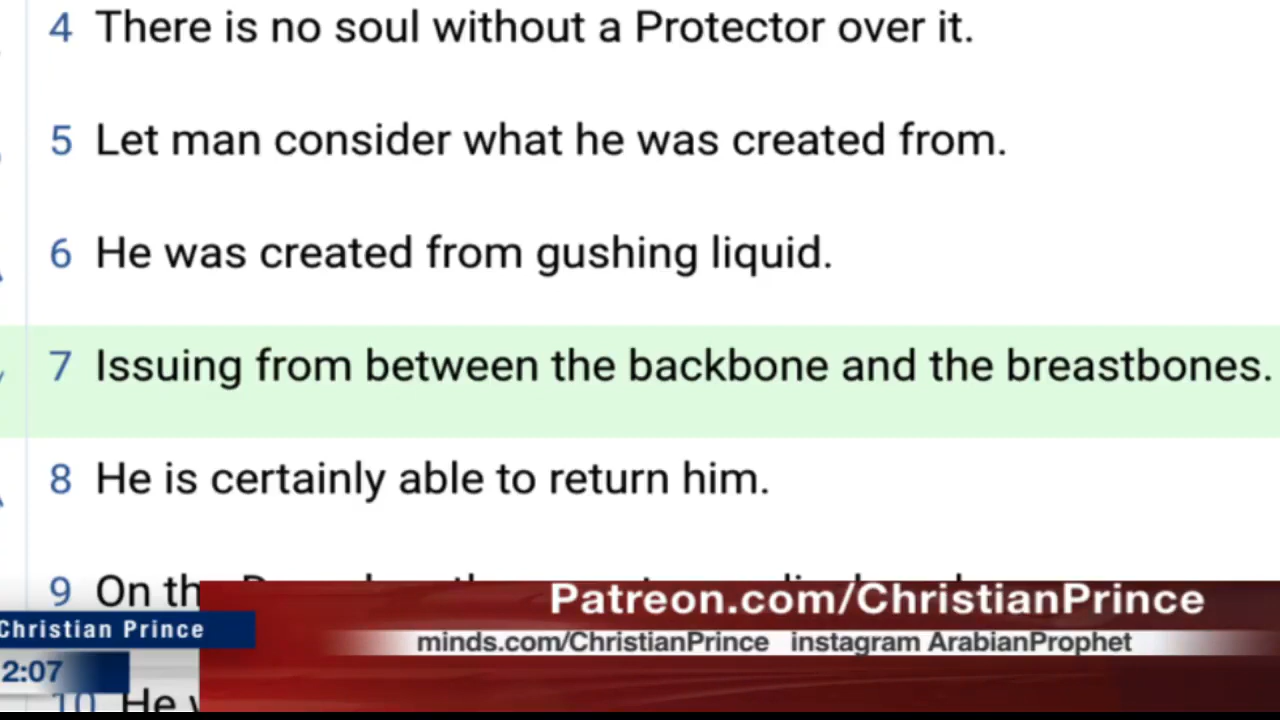 4 There is no soul without a Protector over it.
5 Let man consider what he was created from.
6 He was created from gushing liquid.
7 Issuing from between the backbone and the breastbones.
8 He is certainly able to return him.
9 On
Patreon.com/ChristianPrince
Christian Prince
minds.com/ChristianPrince instagram ArabianProphet
2:07
10 He